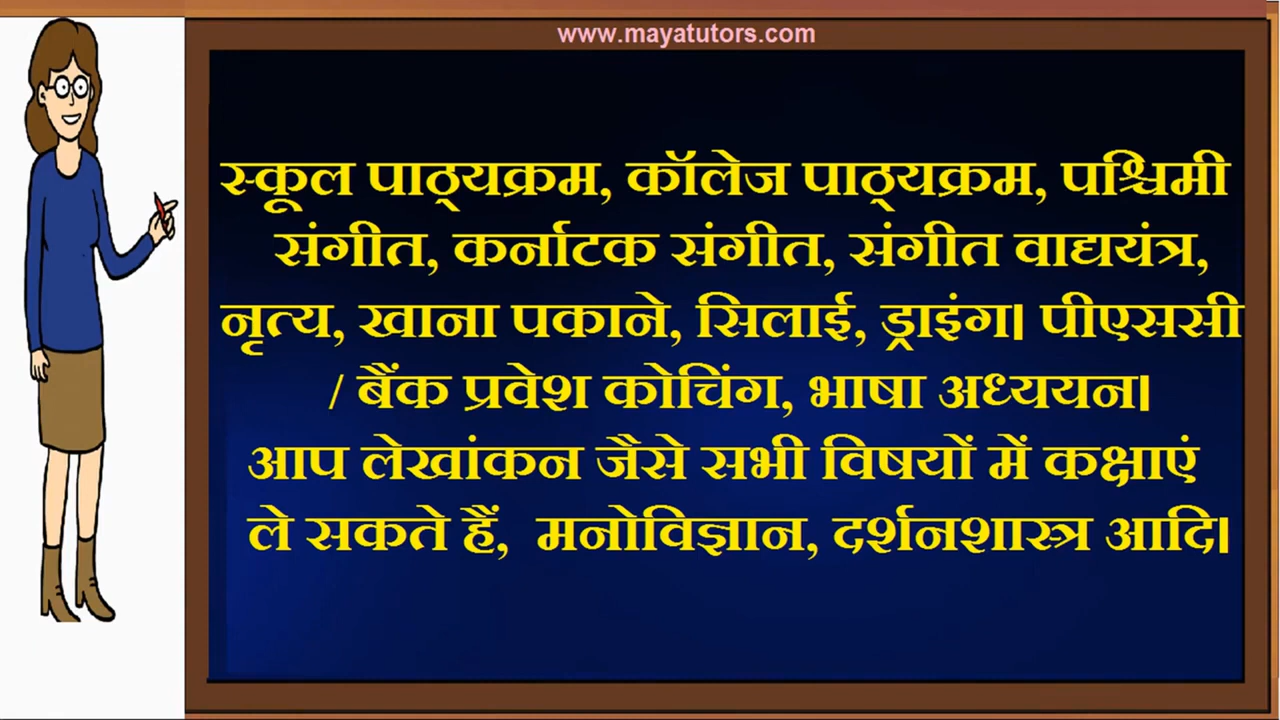 www.mayatutors.com
स्कूल पाठ्यक्रम, कॉलेज पाठ्यक्रम, पश्चिमी
संगीत, कर्नाटक संगीत, संगीत वाद्ययंत्र,
नृत्य, खाना पकाने, सिलाई, ड्राइंग। पीएससी
/ बैंक प्रवेश कोचिंग, भाषा अध्ययन।
आप लेखांकन जैसे सभी विषयों में कक्षाएं
ले सकते हैं, मनोविज्ञान, दर्शनशास्त्र आदि।